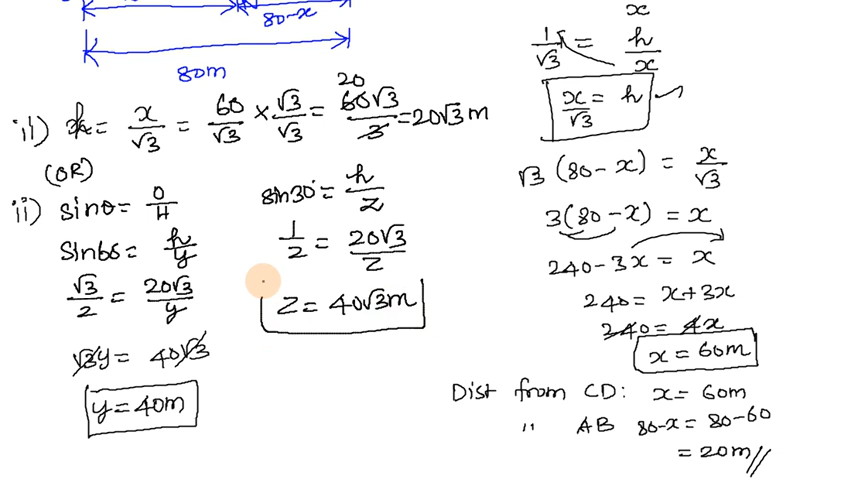 80-x
80m
ii) h = x/√3 = 60/√3 × √3/√3 = 60√3/3 = 20√3 m
20
(OR)
ii) sinθ = O/H
Sin60 = h/y
√3/2 = 20√3/y
√3y = 40√3
y = 40m
sin30° = h/z
1/2 = 20√3/z
z = 40√3m
x
1/√3 = h/x
x/√3 = h
√3 (80-x) = x/√3
3(80-x) = x
240-3x = x
240 = x+3x
240 = 4x
x = 60m
Dist from CD: x = 60m
,, AB 80-x = 80-60
= 20m//